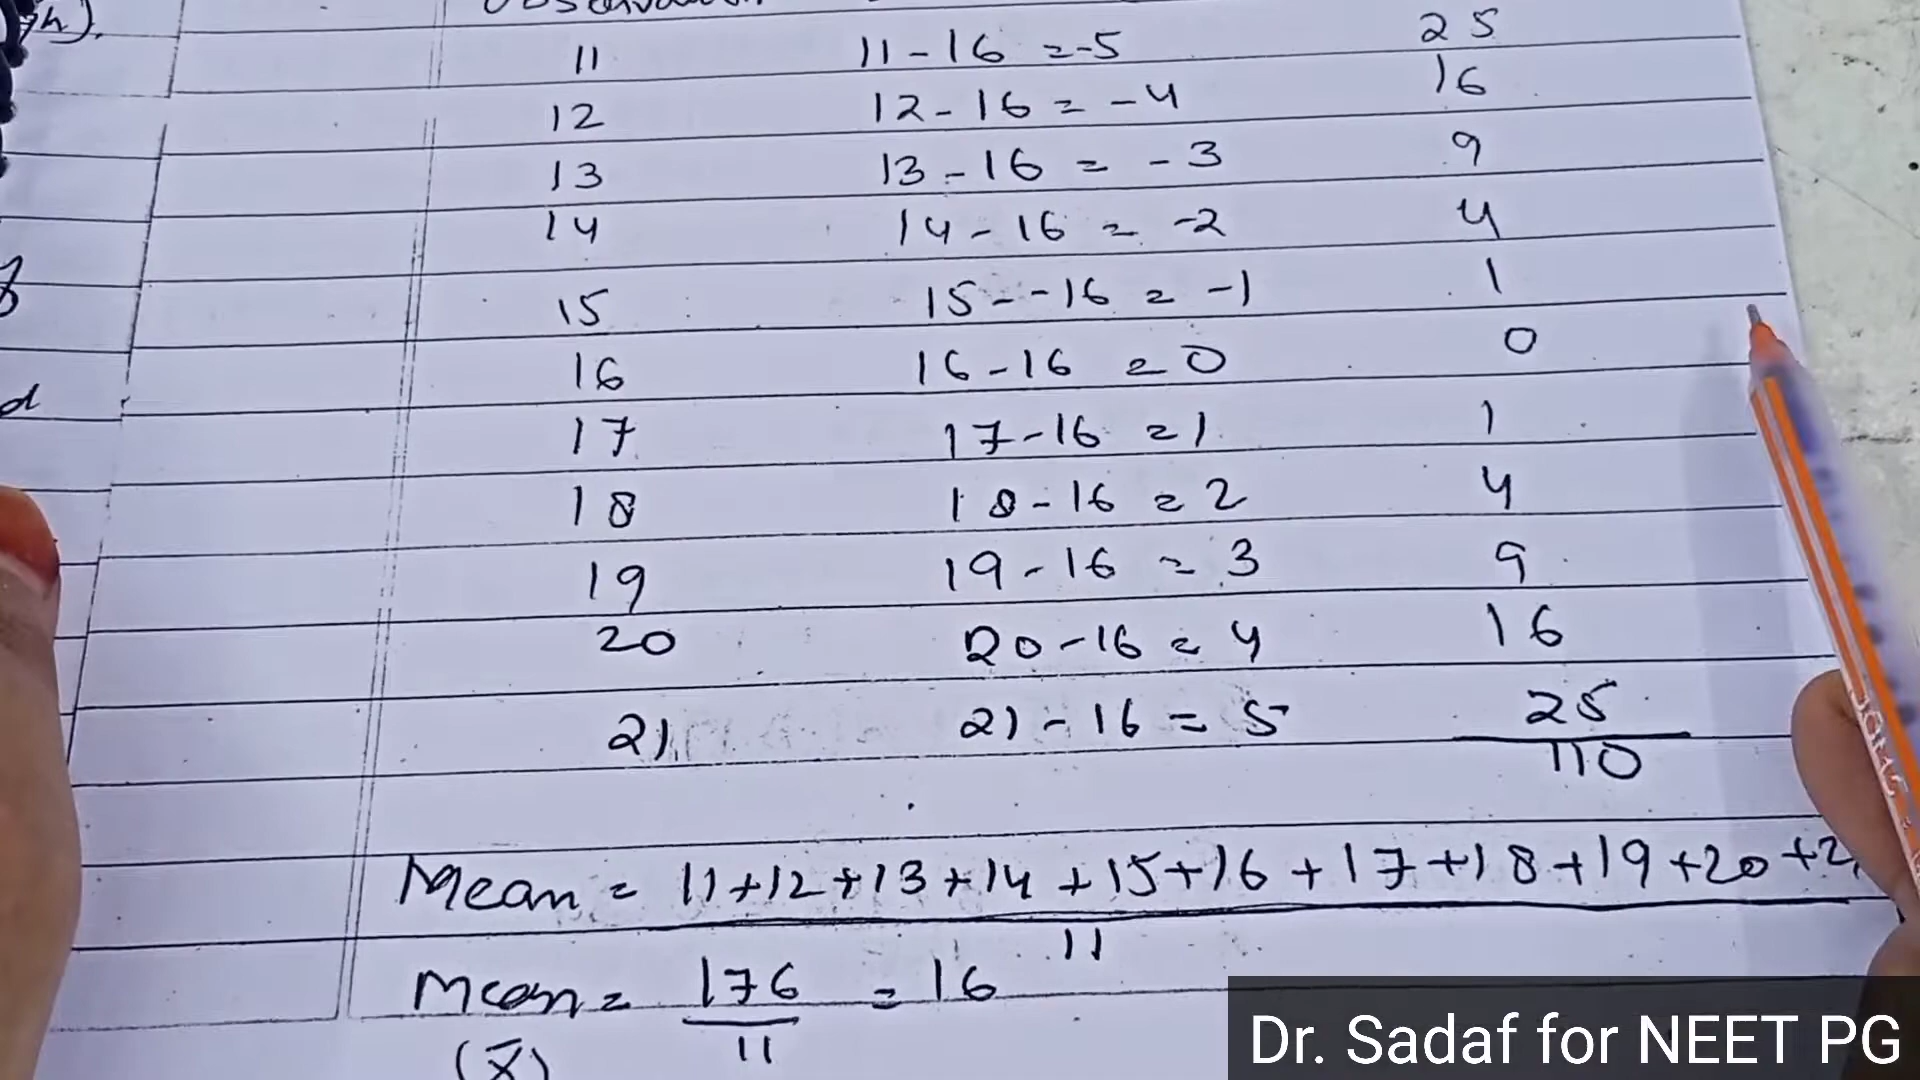 11 11 - 16 = -5 25
12 12 - 16 = -4 16
13 13 - 16 = -3 9
14 14 - 16 = -2 4
15 15 - -16 = -1 1
16 16 - 16 = 0 0
17 17 - 16 = 1 1
18 18 - 16 = 2 4
19 19 - 16 = 3 9
20 20 - 16 = 4 16
21 21 - 16 = 5 25
110
Mean = 11+12+13+14+15+16+17+18+19+20+2
11
Mean = 176 = 16
11
(x̄)
Dr. Sadaf for NEET PG